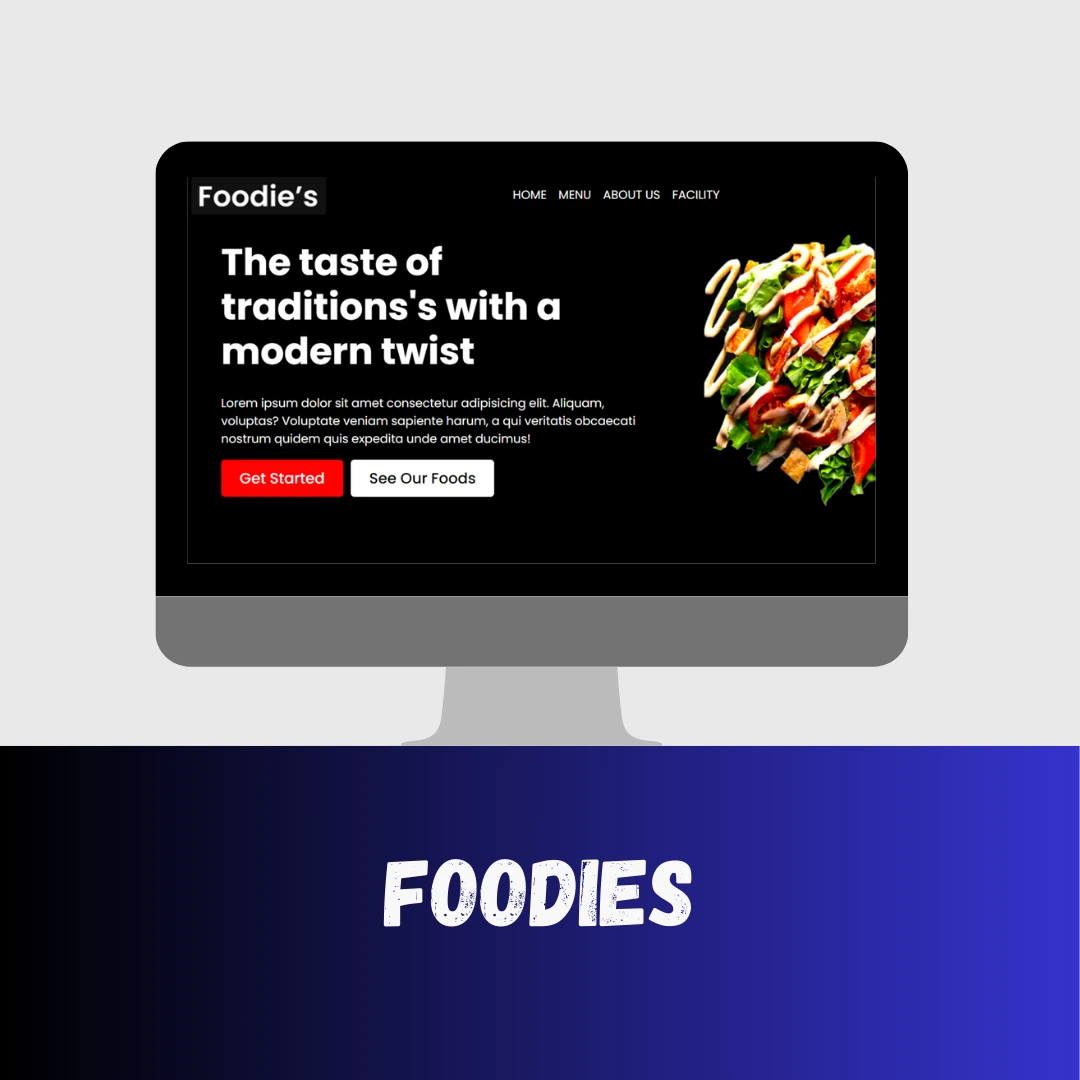 Foodie’s
HOME MENU ABOUT US FACILITY
The taste of
traditions's with a
modern twist
Lorem ipsum dolor sit amet consectetur adipisicing elit. Aliquam,
voluptas? Voluptate veniam sapiente harum, a qui veritatis obcaecati
nostrum quidem quis expedita unde amet ducimus!
Get Started See Our Foods
FOODIES